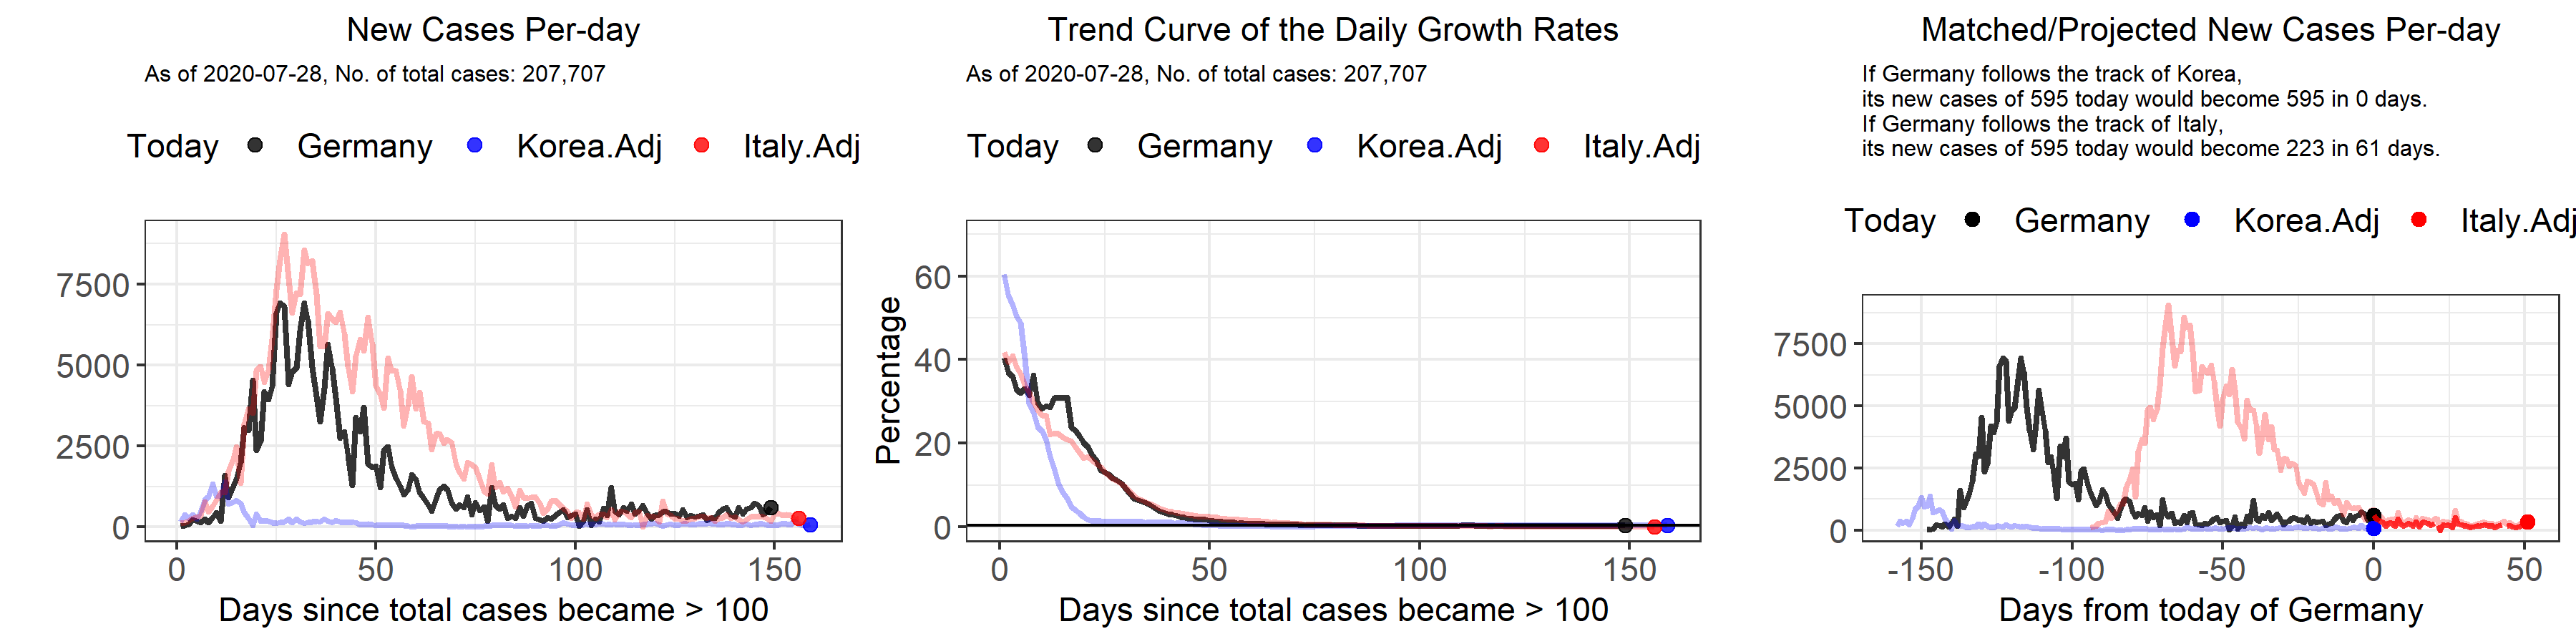 New Cases Per-day
As of 2020-07-28, No. of total cases: 207,707
Today Germany Korea.Adj Italy.Adj
7500
5000
2500
0
0 50 100 150
Days since total cases became > 100
Trend Curve of the Daily Growth Rates
As of 2020-07-28, No. of total cases: 207,707
Today Germany Korea.Adj Italy.Adj
Percentage
60
40
20
0
0 50 100 150
Days since total cases became > 100
Matched/Projected New Cases Per-day
If Germany follows the track of Korea,
its new cases of 595 today would become 595 in 0 days.
If Germany follows the track of Italy,
its new cases of 595 today would become 223 in 61 days.
Today Germany Korea.Adj Italy.Adj
7500
5000
2500
0
-150 -100 -50 0 50
Days from today of Germany